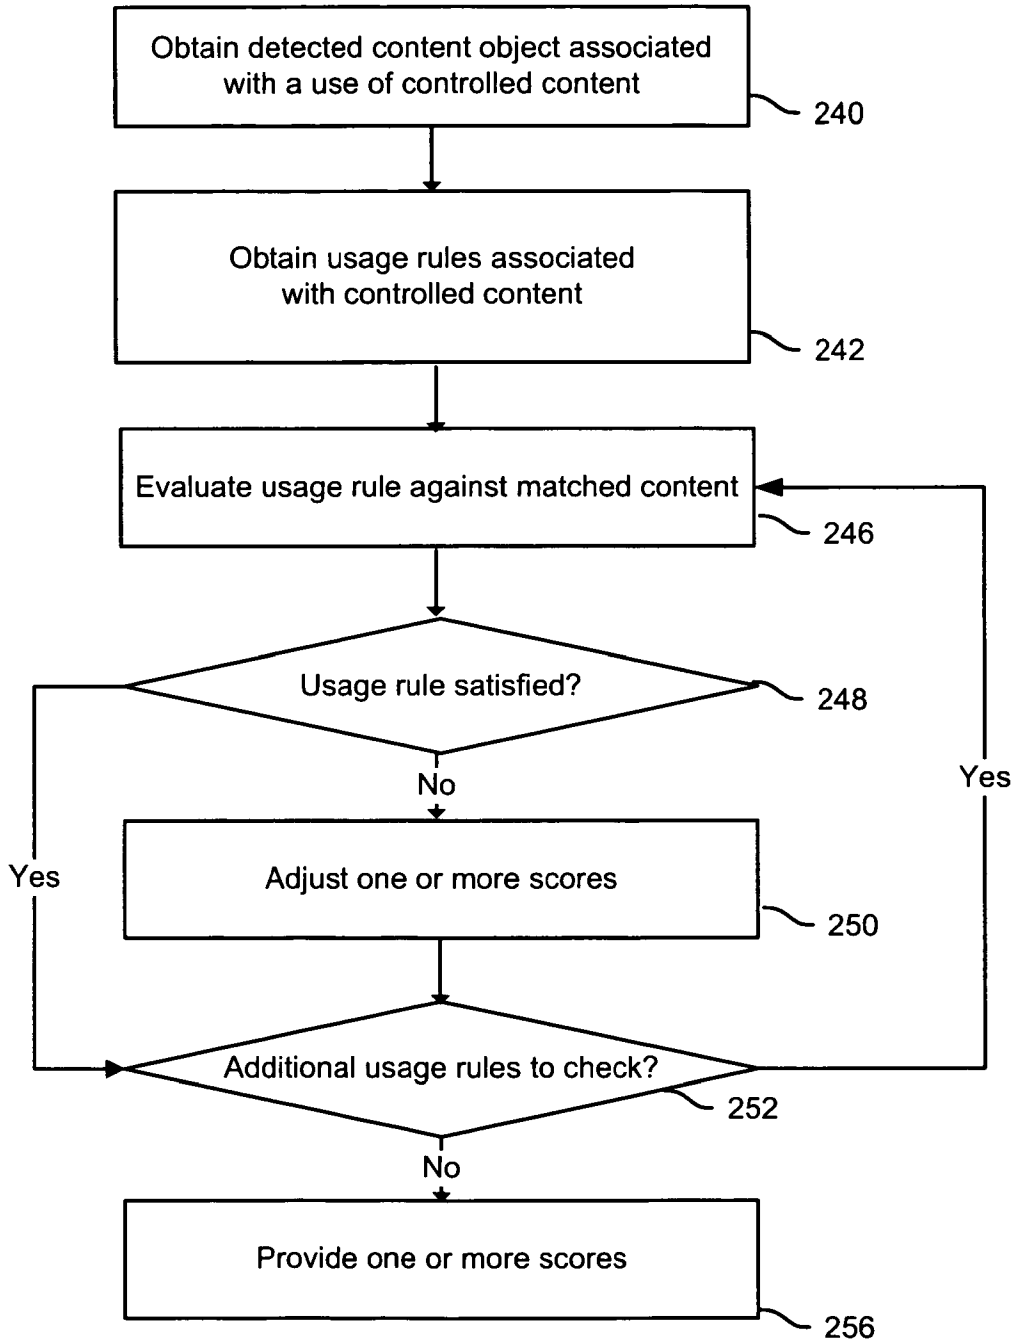 Obtain detected content object associated
with a use of controlled content
240
Obtain usage rules associated
with controlled content
242
Evaluate usage rule against matched content
246
Usage rule satisfied?
248
No
Yes
Yes
Adjust one or more scores
250
Additional usage rules to check?
252
No
Provide one or more scores
256